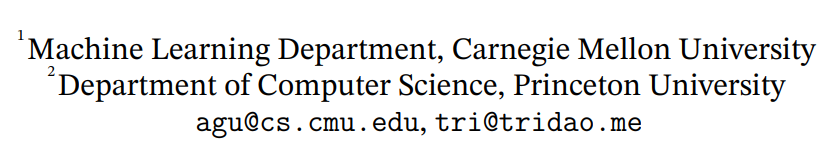 ¹Machine Learning Department, Carnegie Mellon University
²Department of Computer Science, Princeton University
agu@cs.cmu.edu, tri@tridao.me